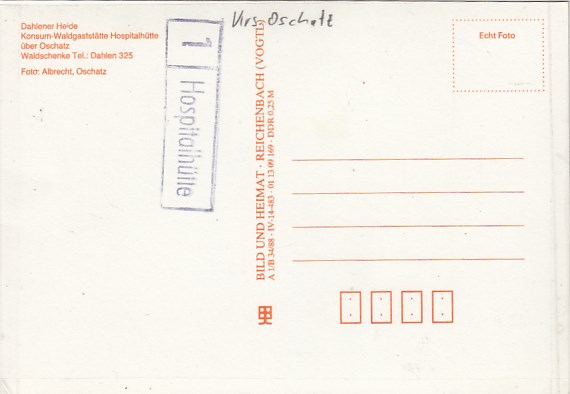 Dahlener Heide
Konsum-Waldgaststätte Hospitalhütte
über Oschatz
Waldschenke Tel.: Dahlen 325
Foto: Albrecht, Oschatz
1
Hospitalhütte
Krs. Oschatz
BILD UND HEIMAT · REICHENBACH (VOGTL)
A 1/B 34/88 · IV-14-483 · 01 13 09 169 · DDR 0,25 M
Echt Foto